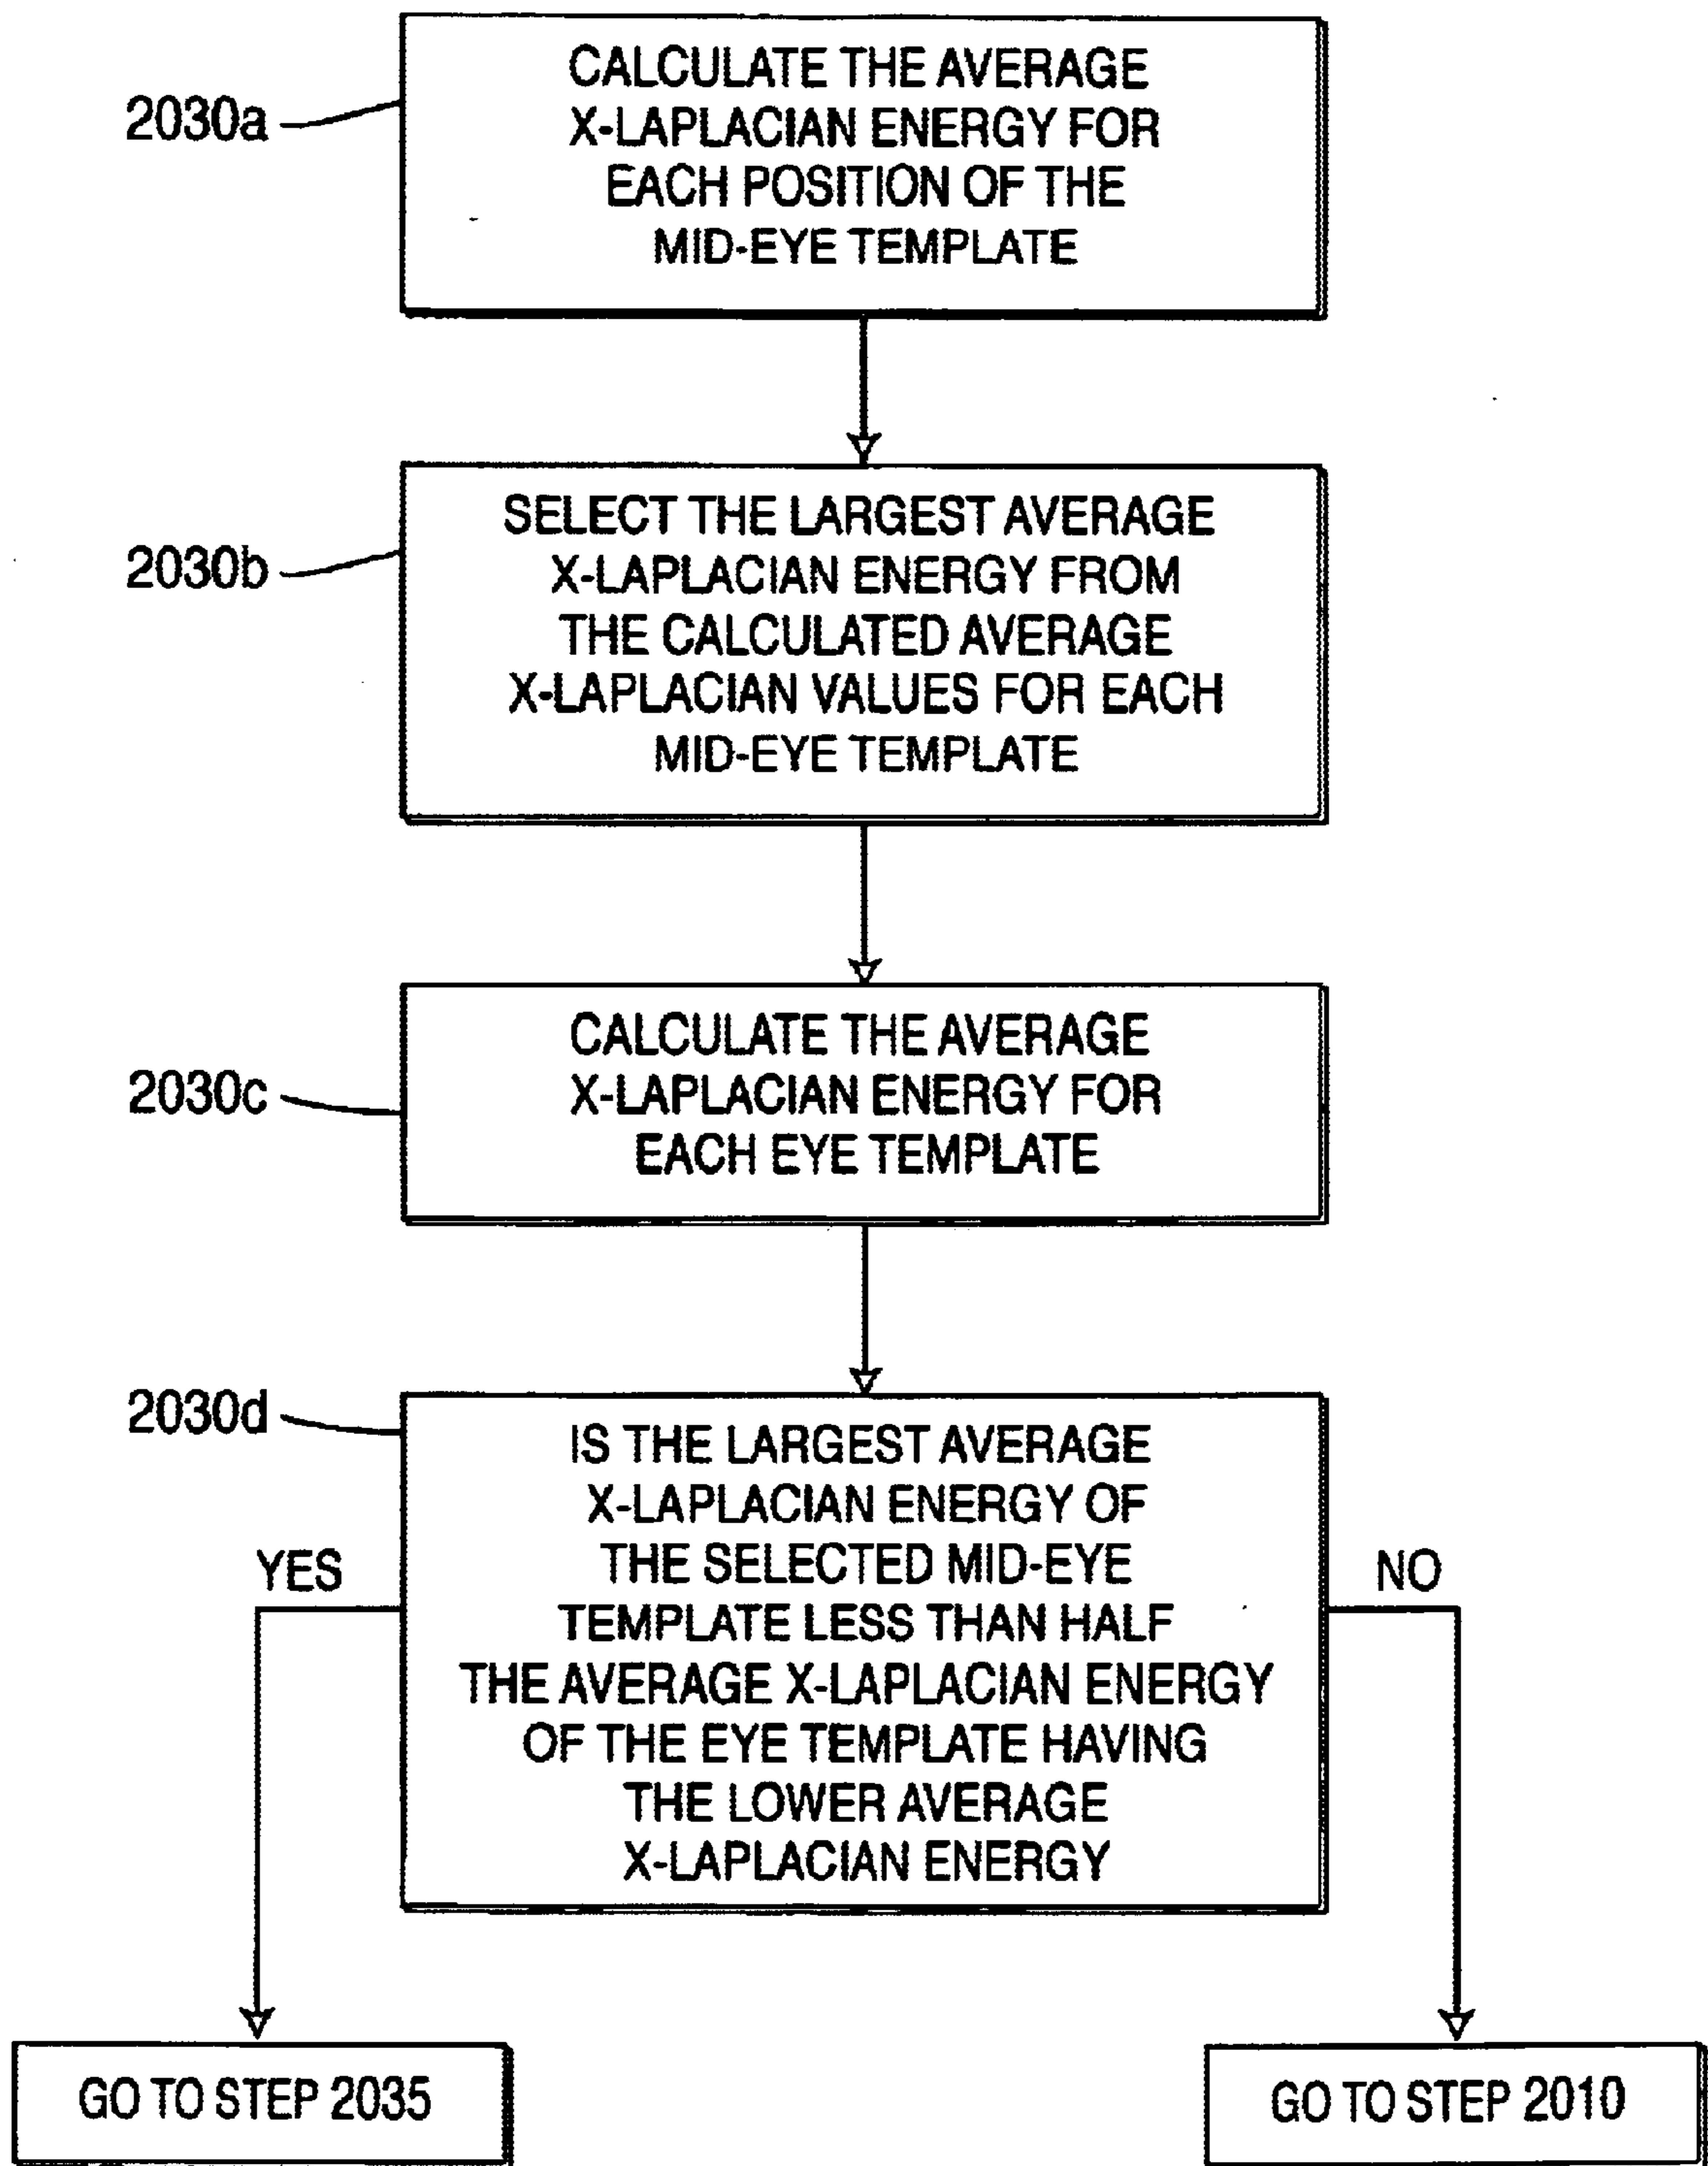 2030a
CALCULATE THE AVERAGE
X-LAPLACIAN ENERGY FOR
EACH POSITION OF THE
MID-EYE TEMPLATE
2030b
SELECT THE LARGEST AVERAGE
X-LAPLACIAN ENERGY FROM
THE CALCULATED AVERAGE
X-LAPLACIAN VALUES FOR EACH
MID-EYE TEMPLATE
2030c
CALCULATE THE AVERAGE
X-LAPLACIAN ENERGY FOR
EACH EYE TEMPLATE
2030d
IS THE LARGEST AVERAGE
X-LAPLACIAN ENERGY OF
THE SELECTED MID-EYE
TEMPLATE LESS THAN HALF
THE AVERAGE X-LAPLACIAN ENERGY
OF THE EYE TEMPLATE HAVING
THE LOWER AVERAGE
X-LAPLACIAN ENERGY
YES
NO
GO TO STEP 2035
GO TO STEP 2010